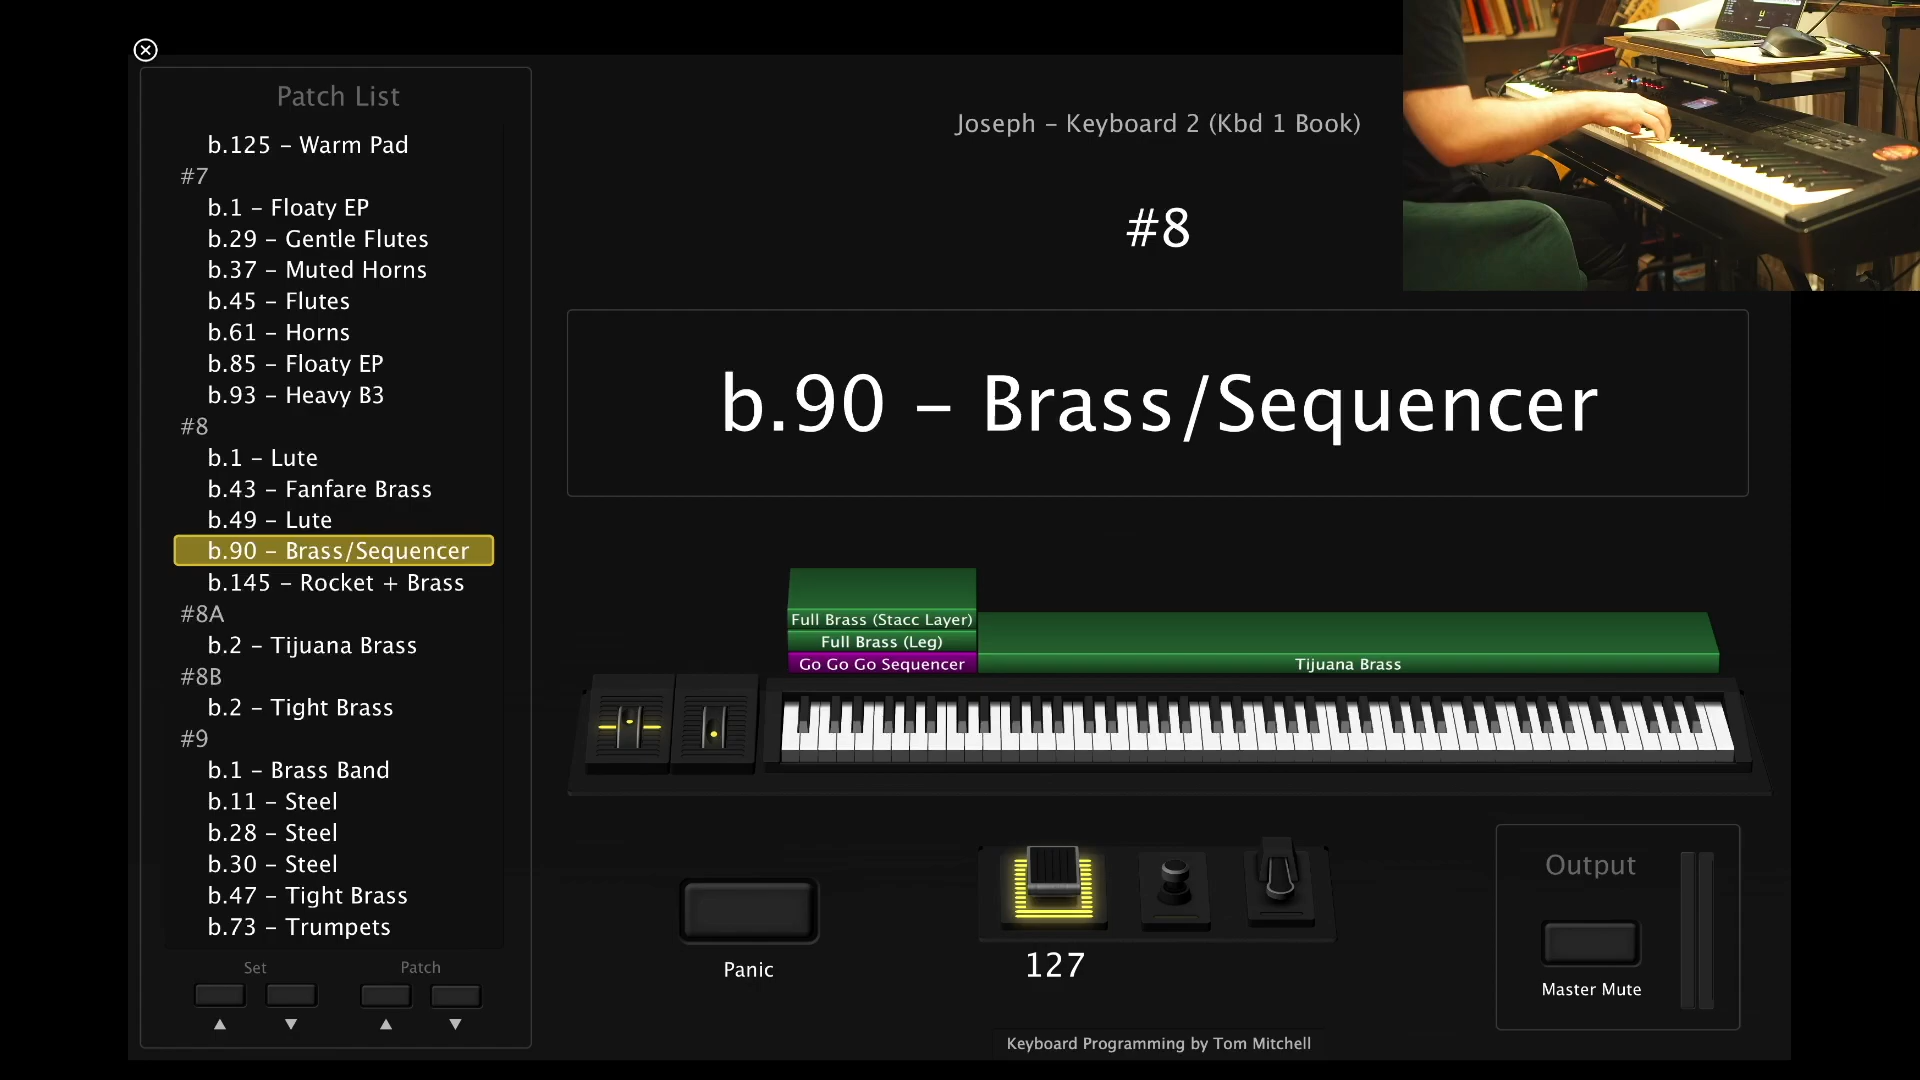 Patch List
b.125 – Warm Pad
#7
b.1 – Floaty EP
b.29 – Gentle Flutes
b.37 – Muted Horns
b.45 – Flutes
b.61 – Horns
b.85 – Floaty EP
b.93 – Heavy B3
#8
b.1 – Lute
b.43 – Fanfare Brass
b.49 – Lute
b.90 – Brass/Sequencer
b.145 – Rocket + Brass
#8A
b.2 – Tijuana Brass
#8B
b.2 – Tight Brass
#9
b.1 – Brass Band
b.11 – Steel
b.28 – Steel
b.30 – Steel
b.47 – Tight Brass
b.73 – Trumpets
Set
Patch
Joseph – Keyboard 2 (Kbd 1 Book)
#8
b.90 – Brass/Sequencer
Full Brass (Stacc Layer)
Full Brass (Leg)
Go Go Go Sequencer
Tijuana Brass
Panic
127
Output
Master Mute
Keyboard Programming by Tom Mitchell